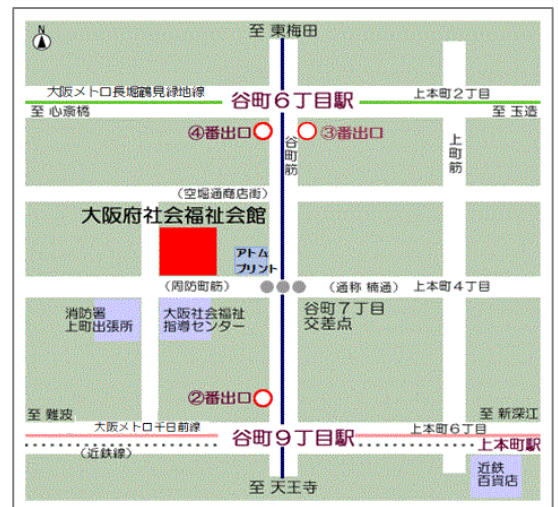 N
至 東梅田
大阪メトロ長堀鶴見緑地線
谷町6丁目駅
上本町2丁目
至 心斎橋
至 玉造
④番出口
③番出口
谷町筋
上町筋
(空堀通商店街)
大阪府社会福祉会館
アトム
プリント
(周防町筋)
(通称 楠通)
上本町4丁目
消防署
上町出張所
大阪社会福祉
指導センター
谷町7丁目
交差点
②番出口
至 難波
至 新深江
大阪メトロ千日前線
谷町9丁目駅
上本町6丁目
(近鉄線)
上本町駅
近鉄
百貨店
至 天王寺